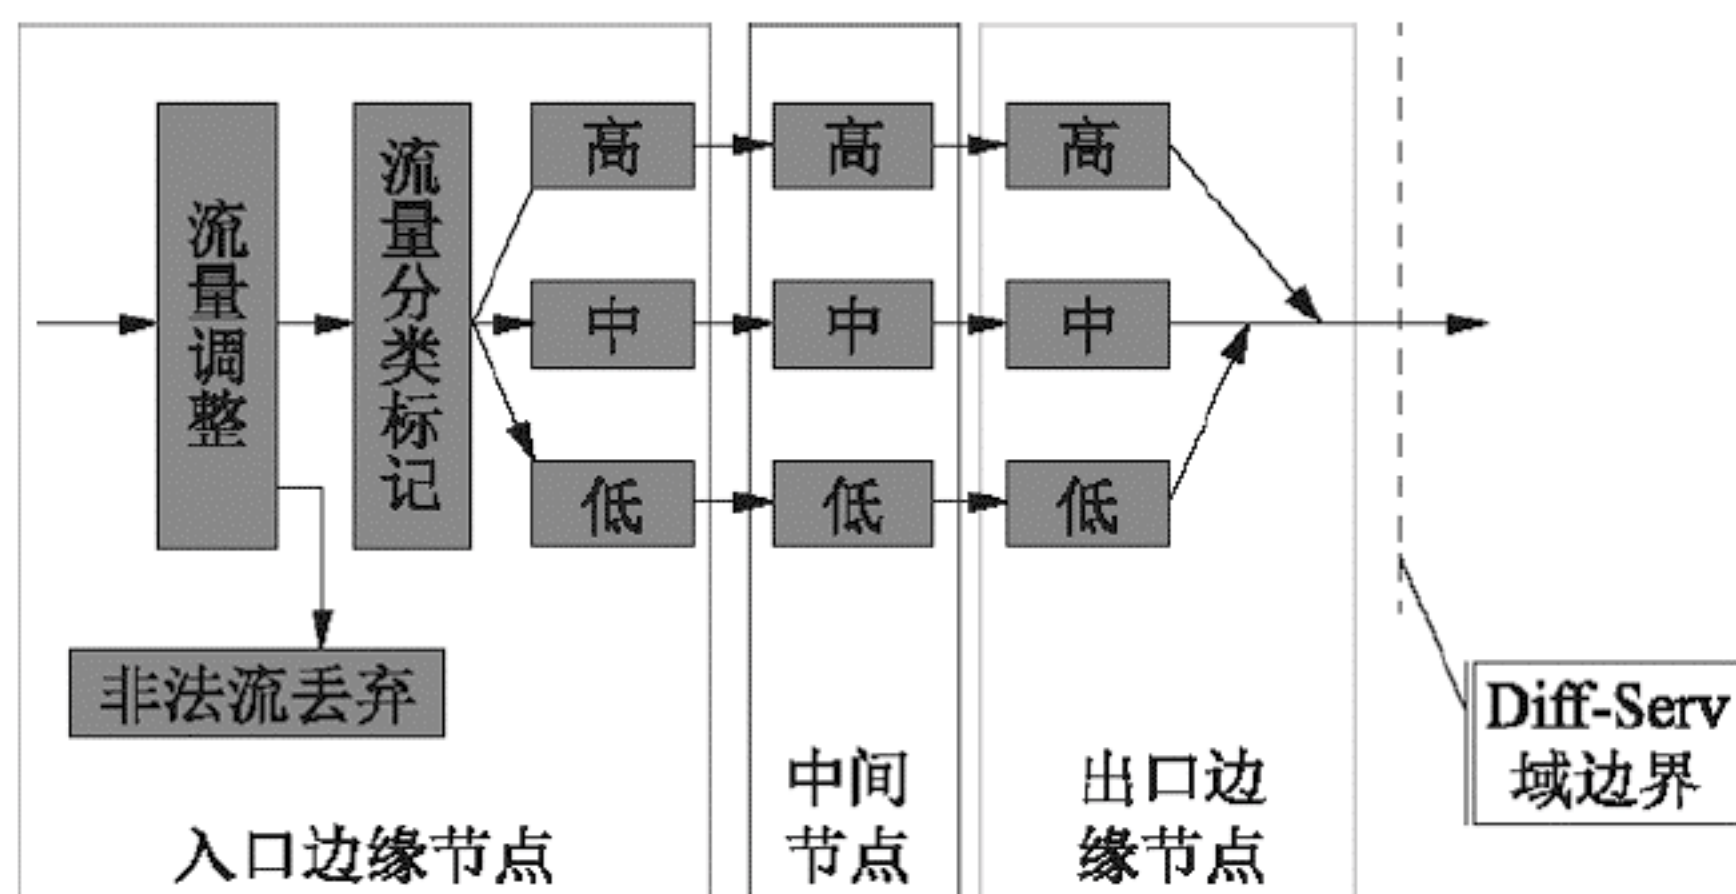 流量调整
流量分类标记
高
高
高
中
中
中
低
低
低
非法流丢弃
入口边缘节点
中间
节点
出口边
缘节点
Diff-Serv
域边界